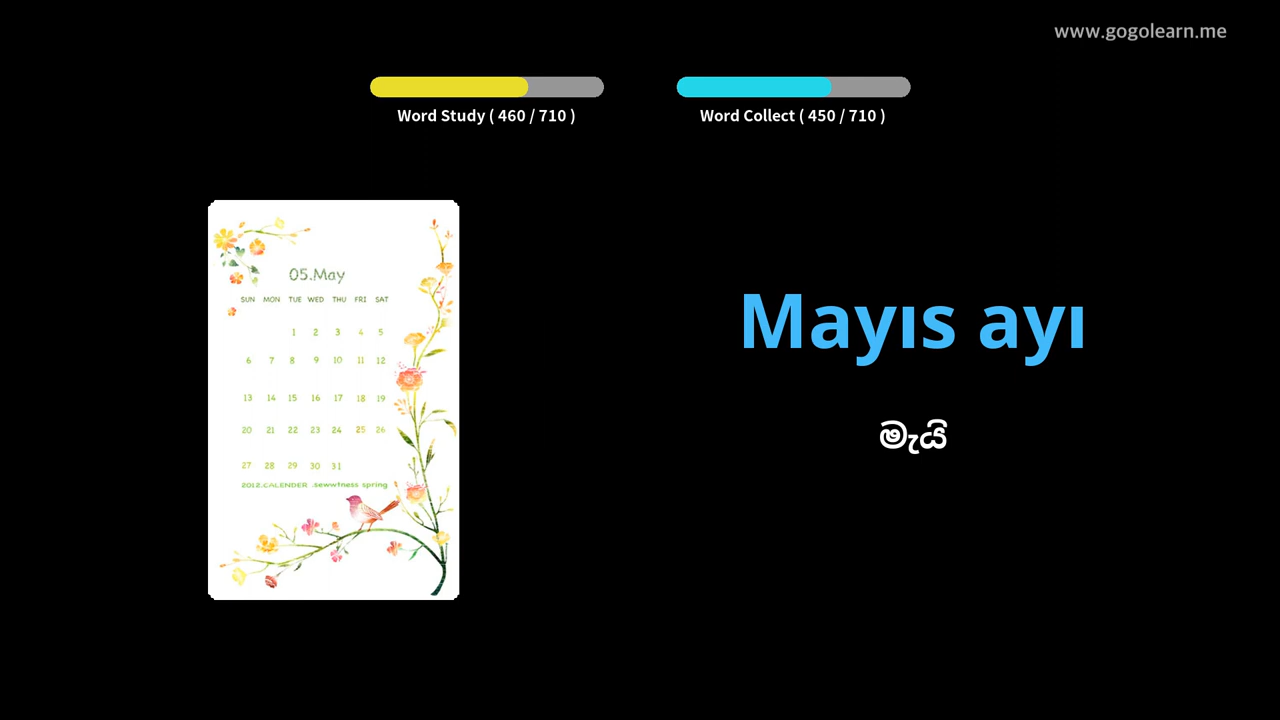 www.gogolearn.me
Word Study ( 460 / 710 )
Word Collect ( 450 / 710 )
05.May
SUN MON TUE WED THU FRI SAT
1 2 3 4 5
6 7 8 9 10 11 12
13 14 15 16 17 18 19
20 21 22 23 24 25 26
27 28 29 30 31
2012.CALENDER .sewwtness spring
Mayıs ayı
මැයි